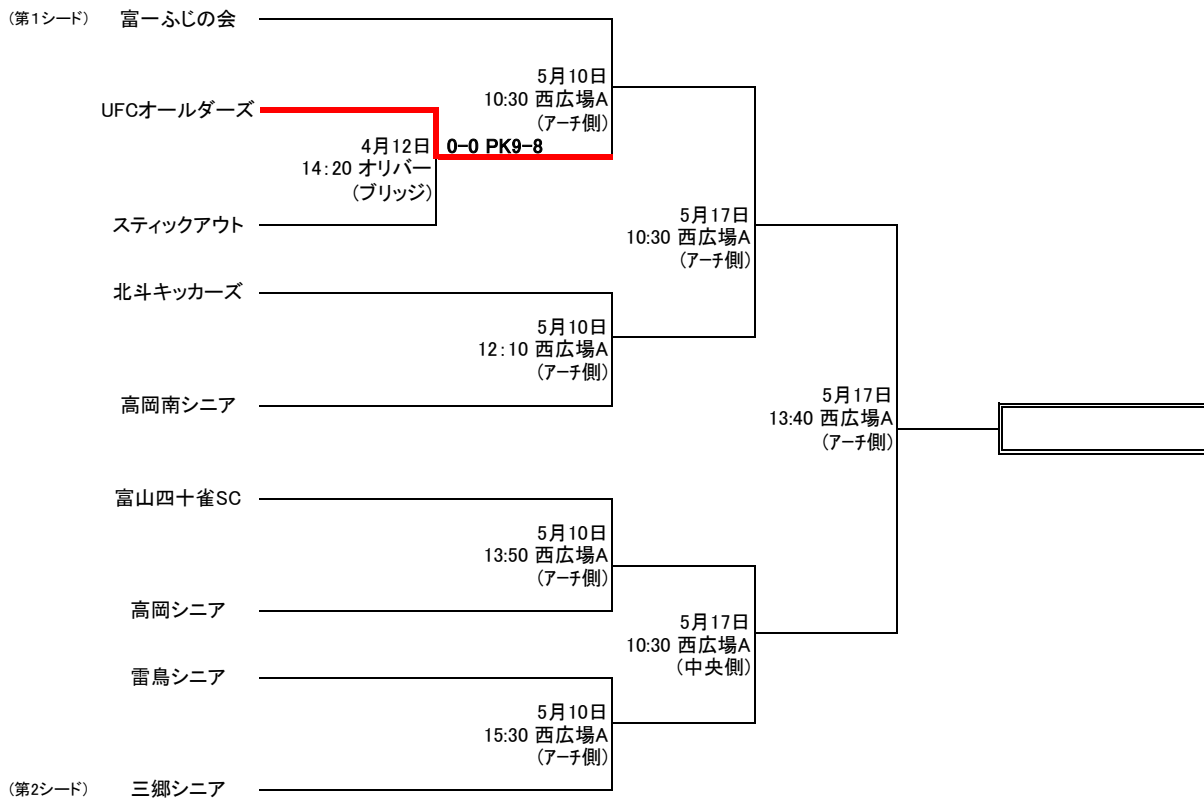 (第1シード) 富一ふじの会
5月10日
10:30 西広場A
(アーチ側)
UFCオールダーズ
4月12日
14:20 オリバー
(ブリッジ)
0-0 PK9-8
スティックアウト
5月17日
10:30 西広場A
(アーチ側)
北斗キッカーズ
5月10日
12:10 西広場A
(アーチ側)
高岡南シニア
5月17日
13:40 西広場A
(アーチ側)
富山四十雀SC
5月10日
13:50 西広場A
(アーチ側)
高岡シニア
5月17日
10:30 西広場A
(中央側)
雷鳥シニア
5月10日
15:30 西広場A
(アーチ側)
(第2シード) 三郷シニア